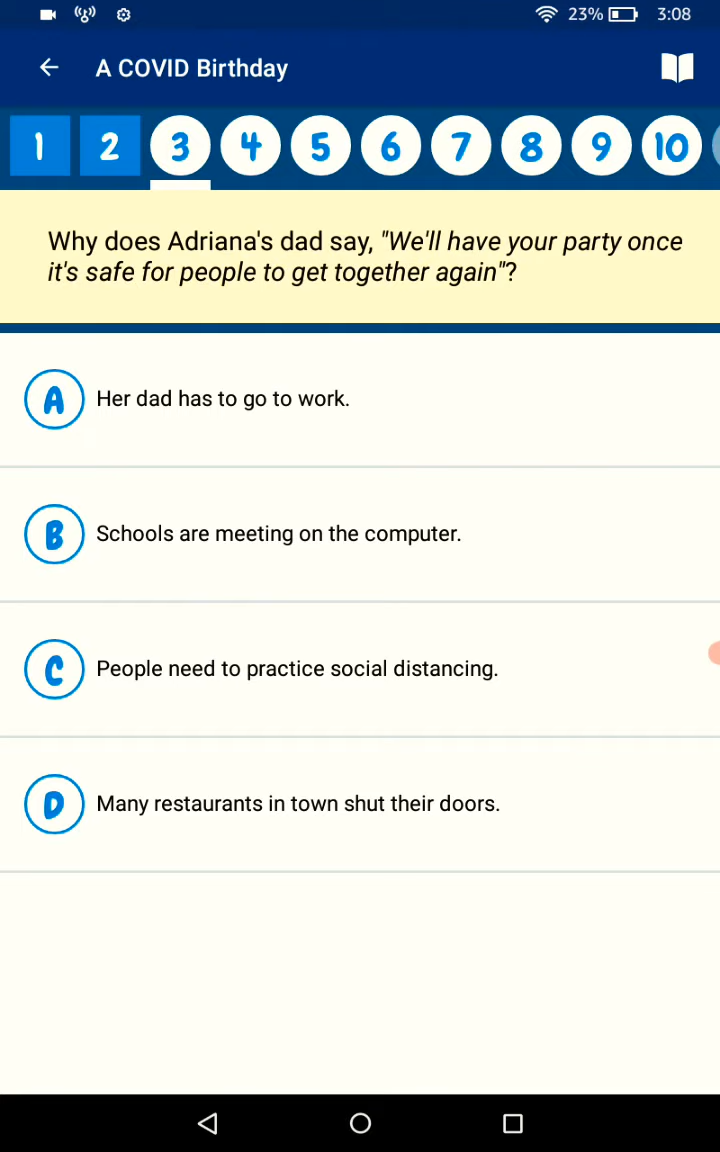 23% 3:08
A COVID Birthday
1 2 3 4 5 6 7 8 9 10
Why does Adriana's dad say, "We'll have your party once
it's safe for people to get together again"?
A Her dad has to go to work.
B Schools are meeting on the computer.
C People need to practice social distancing.
D Many restaurants in town shut their doors.